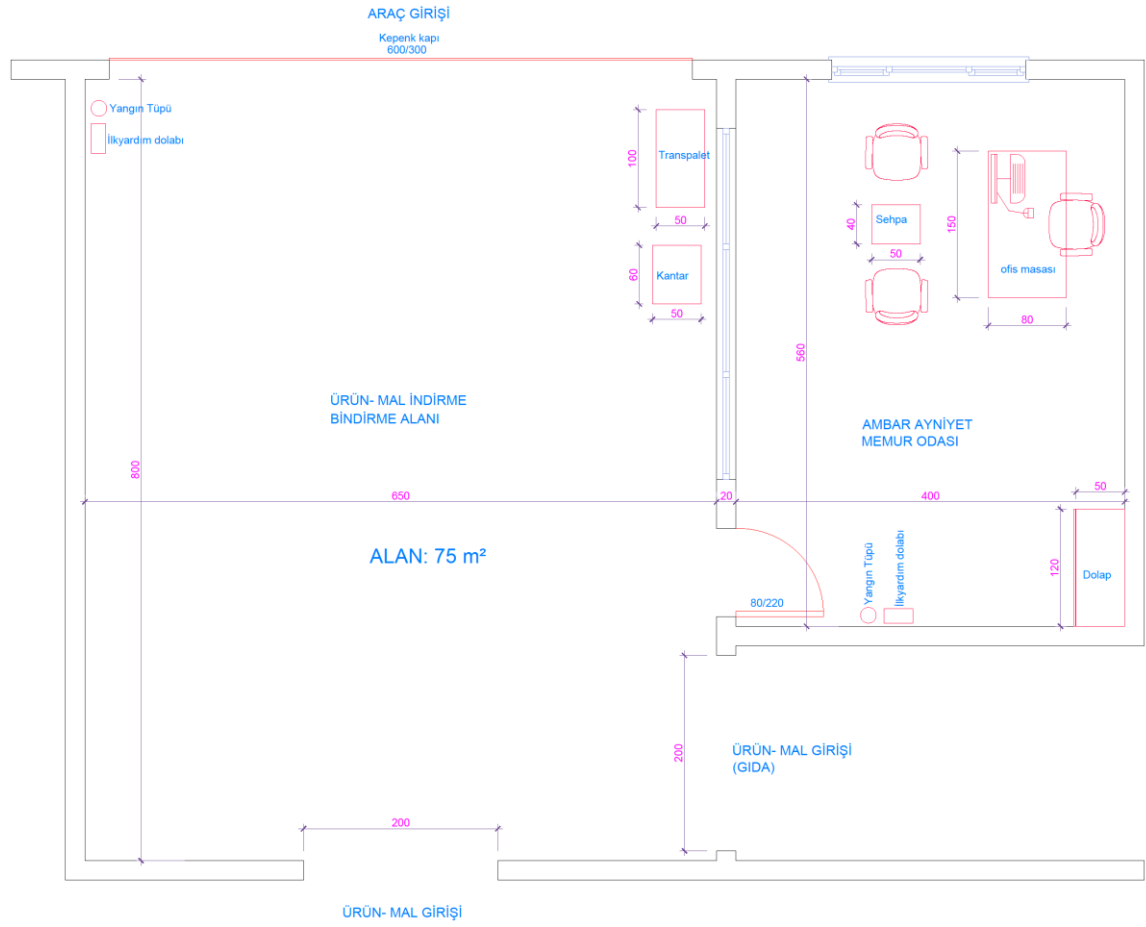 ARAÇ GİRİŞİ
Kepenk kapı
600/300
Yangın Tüpü
İlkyardım dolabı
100
Transpalet
50
60
Kantar
50
40
Sehpa
50
150
ofis masası
80
560
ÜRÜN- MAL İNDİRME
BİNDİRME ALANI
AMBAR AYNİYET
MEMUR ODASI
800
650
20
400
50
ALAN: 75 m²
80/220
Yangın Tüpü
İlkyardım dolabı
120
Dolap
200
ÜRÜN- MAL GİRİŞİ
(GIDA)
200
ÜRÜN- MAL GİRİŞİ